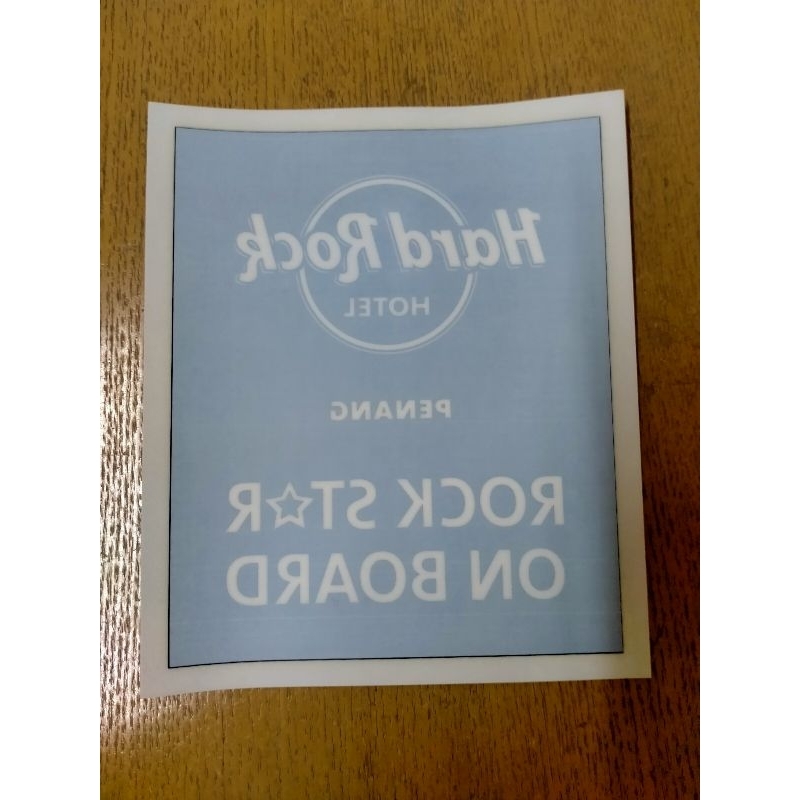 Hard Rock
HOTEL
PENANG
ROCK ST☆R
ON BOARD